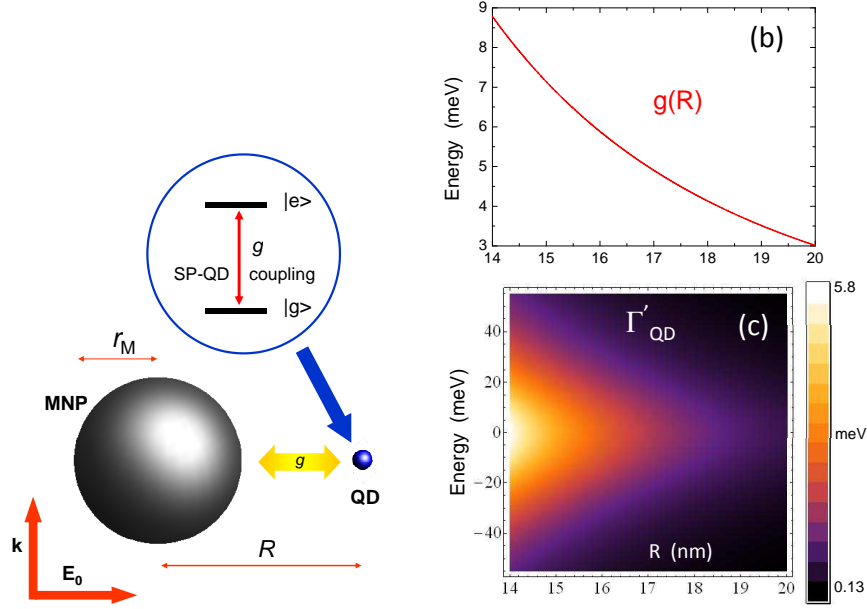 |e>
g
SP-QD coupling
|g>
r_M
MNP
g
QD
k
E_0
R
(b)
g(R)
Energy (meV)
9
8
7
6
5
4
3
14 15 16 17 18 19 20
(c)
Γ'_QD
Energy (meV)
40
20
0
−20
−40
R (nm)
14 15 16 17 18 19 20
5.8
meV
0.13